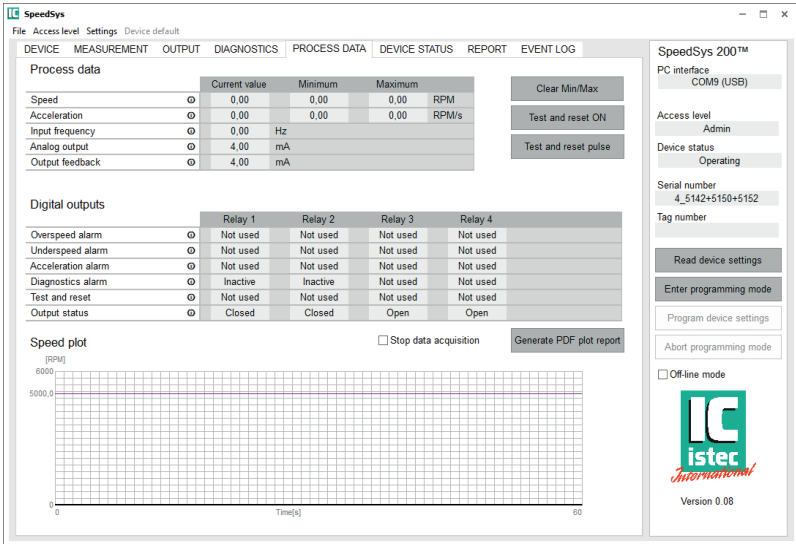 SpeedSys
File Access level Settings Device default
DEVICE MEASUREMENT OUTPUT DIAGNOSTICS PROCESS DATA DEVICE STATUS REPORT EVENT LOG
Process data
Current value Minimum Maximum
Speed 0,00 0,00 0,00 RPM
Acceleration 0,00 0,00 0,00 RPM/s
Input frequency 0,00 Hz
Analog output 4,00 mA
Output feedback 4,00 mA
Clear Min/Max
Test and reset ON
Test and reset pulse
Digital outputs
Relay 1 Relay 2 Relay 3 Relay 4
Overspeed alarm Not used Not used Not used Not used
Underspeed alarm Not used Not used Not used Not used
Acceleration alarm Not used Not used Not used Not used
Diagnostics alarm Inactive Inactive Not used Not used
Test and reset Not used Not used Not used Not used
Output status Closed Closed Open Open
Speed plot
Stop data acquisition
Generate PDF plot report
[RPM]
6000
5000,0
0
0 Time[s] 60
SpeedSys 200™
PC interface
COM9 (USB)
Access level
Admin
Device status
Operating
Serial number
4_5142+5150+5152
Tag number
Read device settings
Enter programming mode
Program device settings
Abort programming mode
Off-line mode
IC
istec
International
Version 0.08